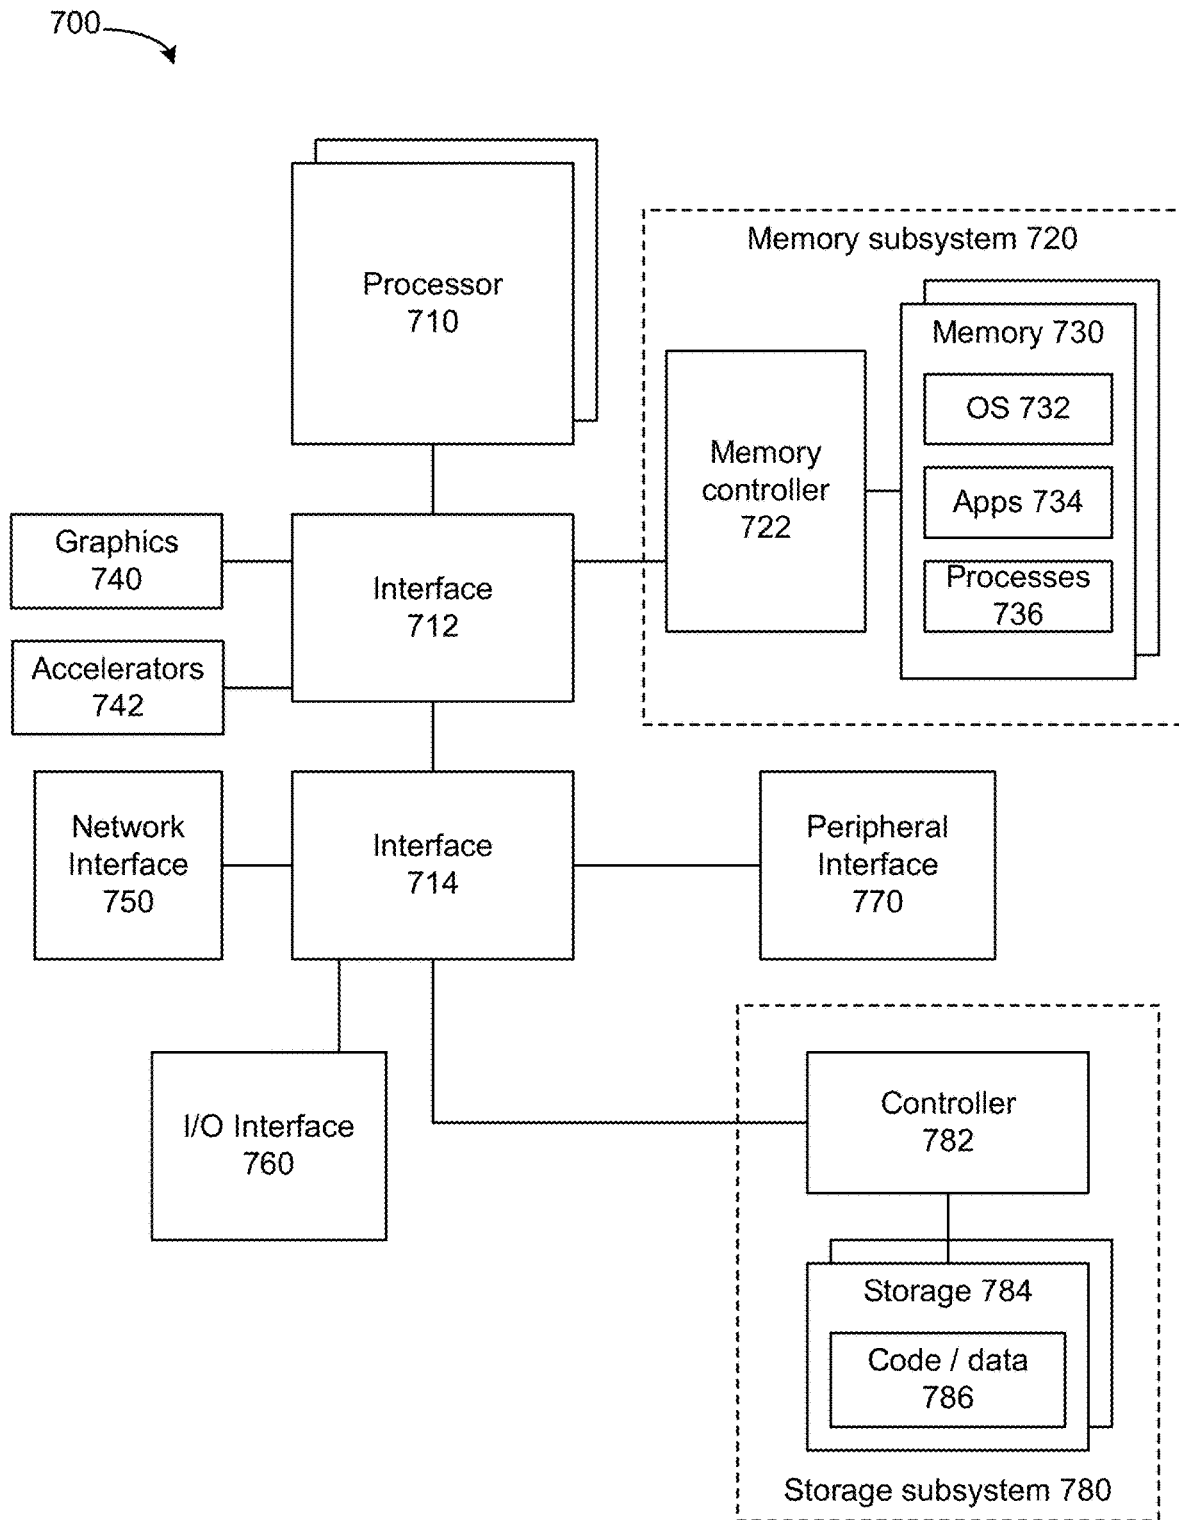 700
Processor
710
Memory subsystem 720
Memory 730
OS 732
Apps 734
Processes
736
Memory
controller
722
Graphics
740
Interface
712
Accelerators
742
Network
Interface
750
Interface
714
Peripheral
Interface
770
I/O Interface
760
Controller
782
Storage 784
Code / data
786
Storage subsystem 780